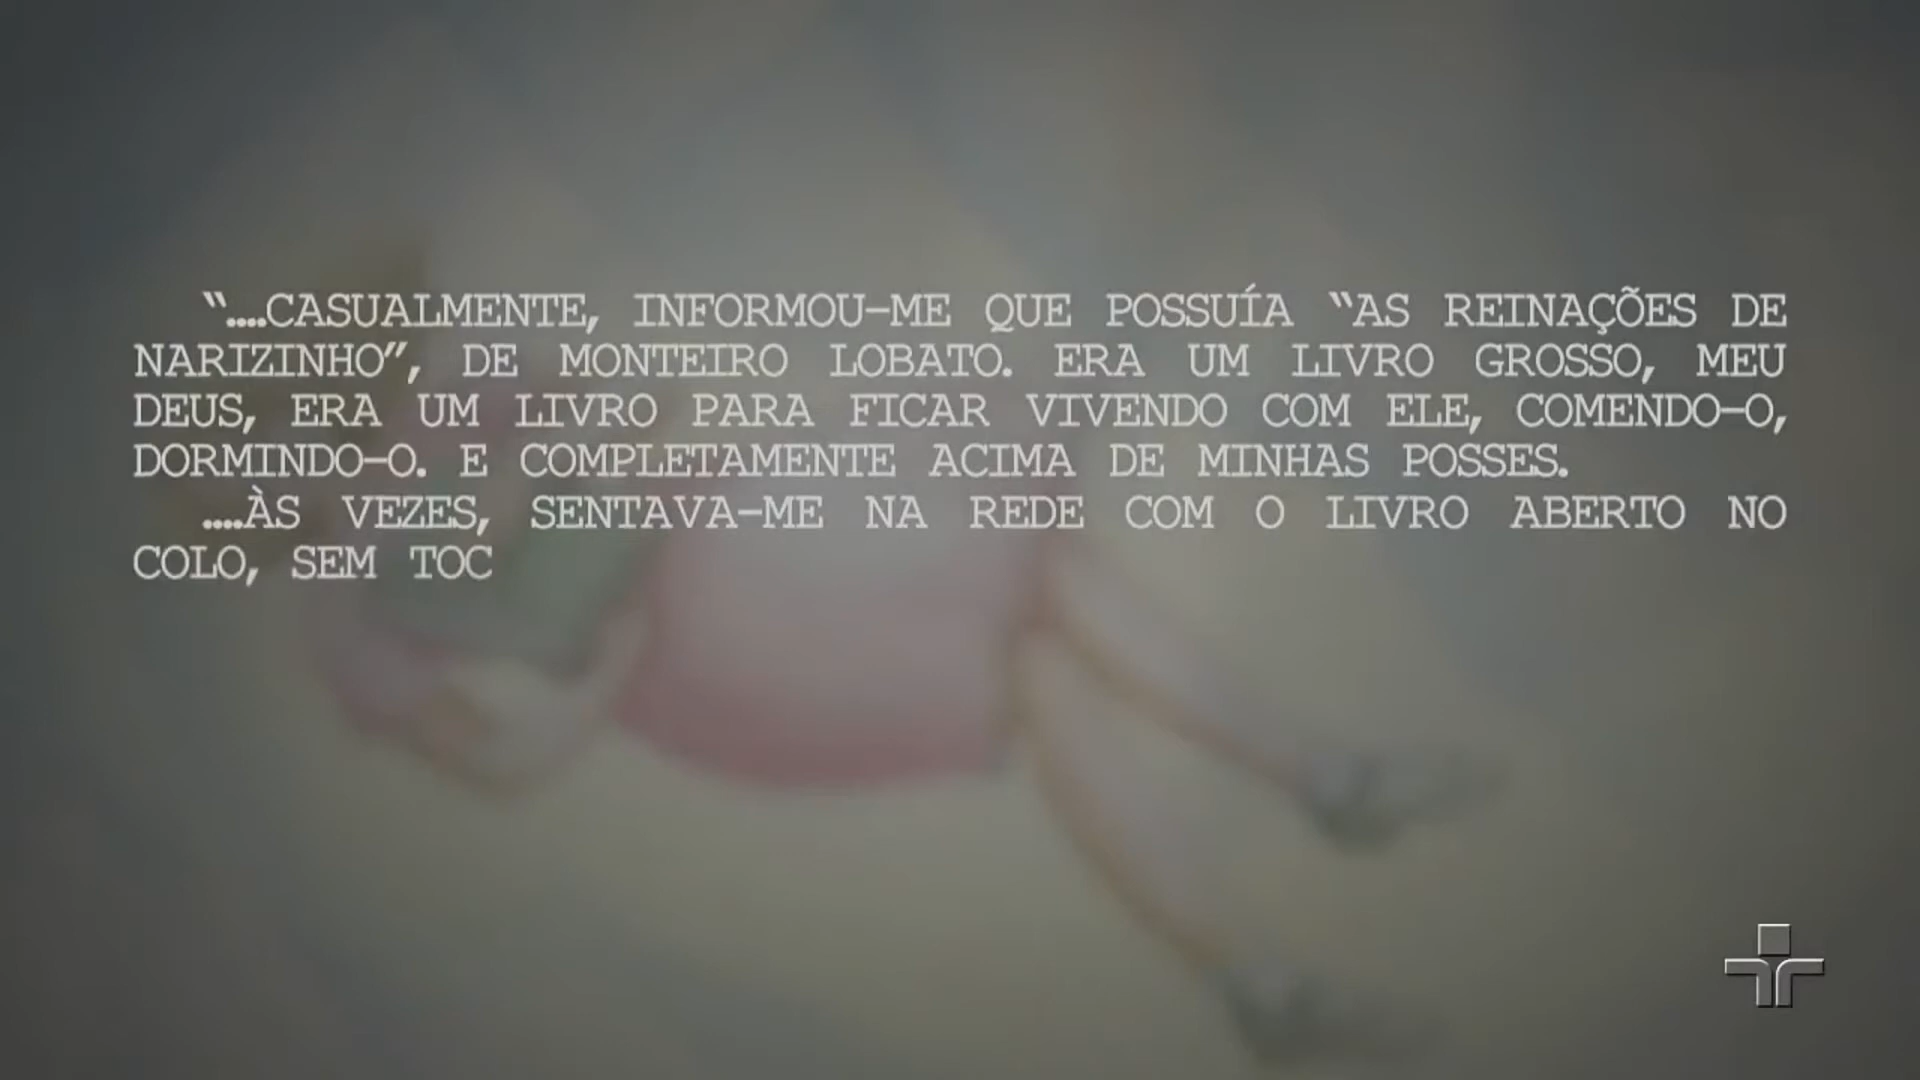 “....CASUALMENTE, INFORMOU-ME QUE POSSUÍA “AS REINAÇÕES DE
NARIZINHO”, DE MONTEIRO LOBATO. ERA UM LIVRO GROSSO, MEU
DEUS, ERA UM LIVRO PARA FICAR VIVENDO COM ELE, COMENDO-O,
DORMINDO-O. E COMPLETAMENTE ACIMA DE MINHAS POSSES.
....ÀS VEZES, SENTAVA-ME NA REDE COM O LIVRO ABERTO NO
COLO, SEM TOC